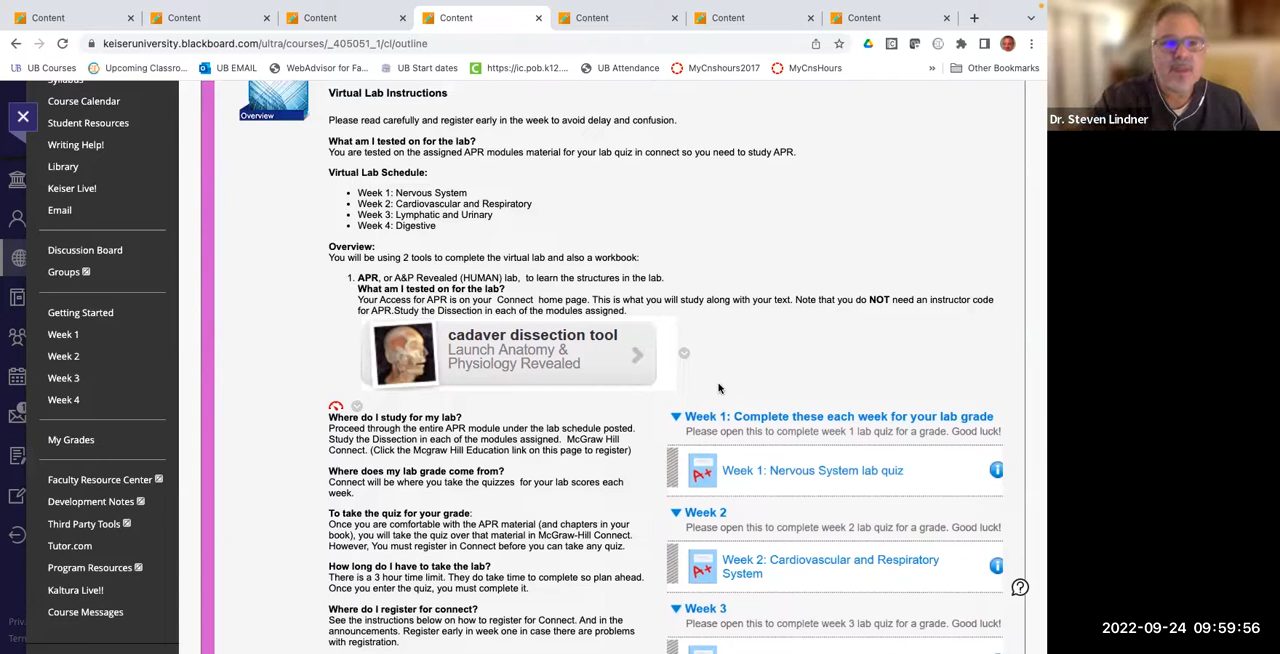 Content
Content
Content
Content
Content
Content
Content
keiseruniversity.blackboard.com/ultra/courses/_405051_1/cl/outline
UB Courses
Upcoming Classro...
UB EMAIL
WebAdvisor for Fa...
UB Start dates
https://ic.pob.k12....
UB Attendance
MyCnshours2017
MyCnsHours
Other Bookmarks
Dr. Steven Lindner
Syllabus
Course Calendar
Student Resources
Writing Help!
Library
Keiser Live!
Email
Discussion Board
Groups
Getting Started
Week 1
Week 2
Week 3
Week 4
My Grades
Faculty Resource Center
Development Notes
Third Party Tools
Tutor.com
Program Resources
Kaltura Live!!
Course Messages
Priv
Tern
Overview
Virtual Lab Instructions
Please read carefully and register early in the week to avoid delay and confusion.
What am I tested on for the lab?
You are tested on the assigned APR modules material for your lab quiz in connect so you need to study APR.
Virtual Lab Schedule:
• Week 1: Nervous System
• Week 2: Cardiovascular and Respiratory
• Week 3: Lymphatic and Urinary
• Week 4: Digestive
Overview:
You will be using 2 tools to complete the virtual lab and also a workbook:
1. APR, or A&P Revealed (HUMAN) lab, to learn the structures in the lab.
What am I tested on for the lab?
Your Access for APR is on your Connect home page. This is what you will study along with your text. Note that you do NOT need an instructor code
for APR.Study the Dissection in each of the modules assigned.
cadaver dissection tool
Launch Anatomy &
Physiology Revealed
Where do I study for my lab?
Proceed through the entire APR module under the lab schedule posted.
Study the Dissection in each of the modules assigned. McGraw Hill
Connect. (Click the Mcgraw Hill Education link on this page to register)
Where does my lab grade come from?
Connect will be where you take the quizzes for your lab scores each
week.
To take the quiz for your grade:
Once you are comfortable with the APR material (and chapters in your
book), you will take the quiz over that material in McGraw-Hill Connect.
However, You must register in Connect before you can take any quiz.
How long do I have to take the lab?
There is a 3 hour time limit. They do take time to complete so plan ahead.
Once you enter the quiz, you must complete it.
Where do I register for connect?
See the instructions below on how to register for Connect. And in the
announcements. Register early in week one in case there are problems
with registration.
Week 1: Complete these each week for your lab grade
Please open this to complete week 1 lab quiz for a grade. Good luck!
A+
Week 1: Nervous System lab quiz
Week 2
Please open this to complete week 2 lab quiz for a grade. Good luck!
A+
Week 2: Cardiovascular and Respiratory
System
Week 3
Please open this to complete week 3 lab quiz for a grade. Good luck!
2022-09-24 09:59:56